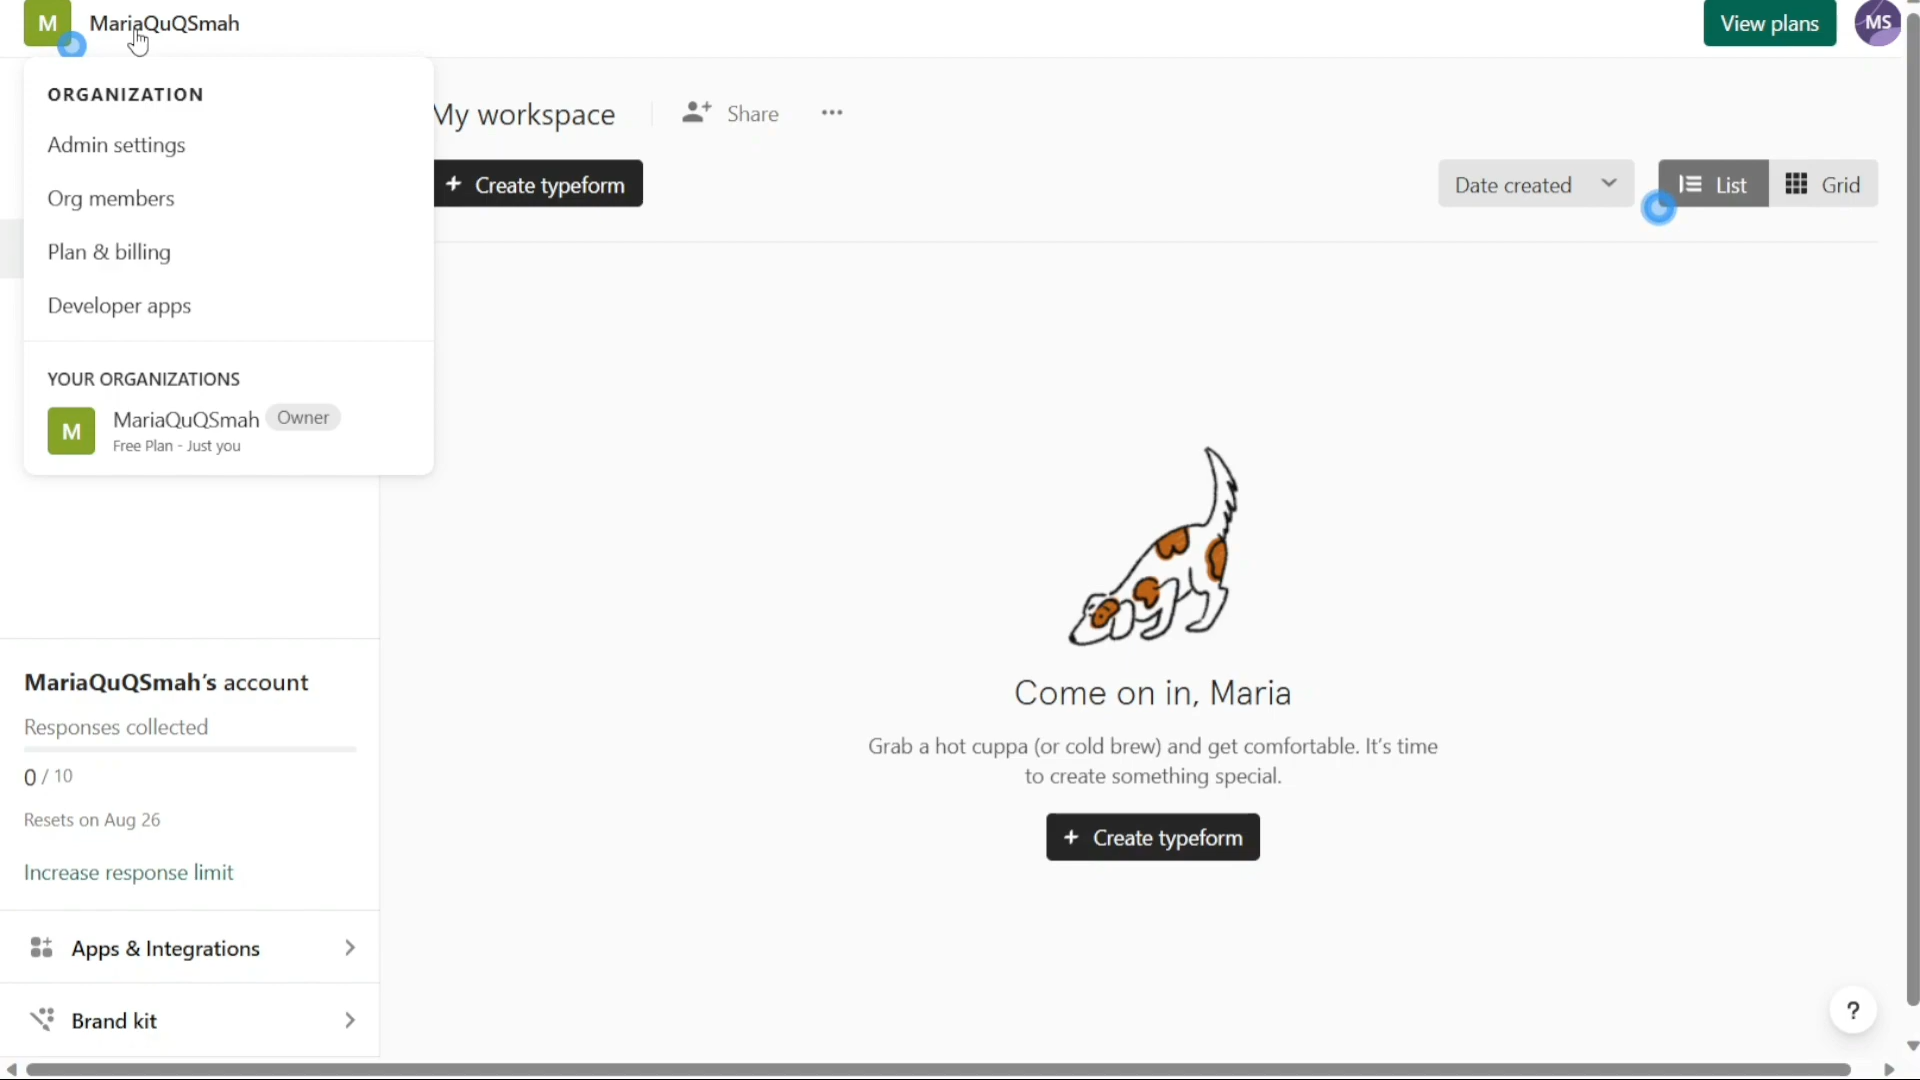 M MariaQuQSmah
View plans MS
ORGANIZATION
Admin settings
Org members
Plan & billing
Developer apps
YOUR ORGANIZATIONS
M MariaQuQSmah Owner
Free Plan - Just you
My workspace Share ...
+ Create typeform
Date created List Grid
MariaQuQSmah's account
Responses collected
0 / 10
Resets on Aug 26
Increase response limit
Apps & Integrations
Brand kit
Come on in, Maria
Grab a hot cuppa (or cold brew) and get comfortable. It's time
to create something special.
+ Create typeform
?